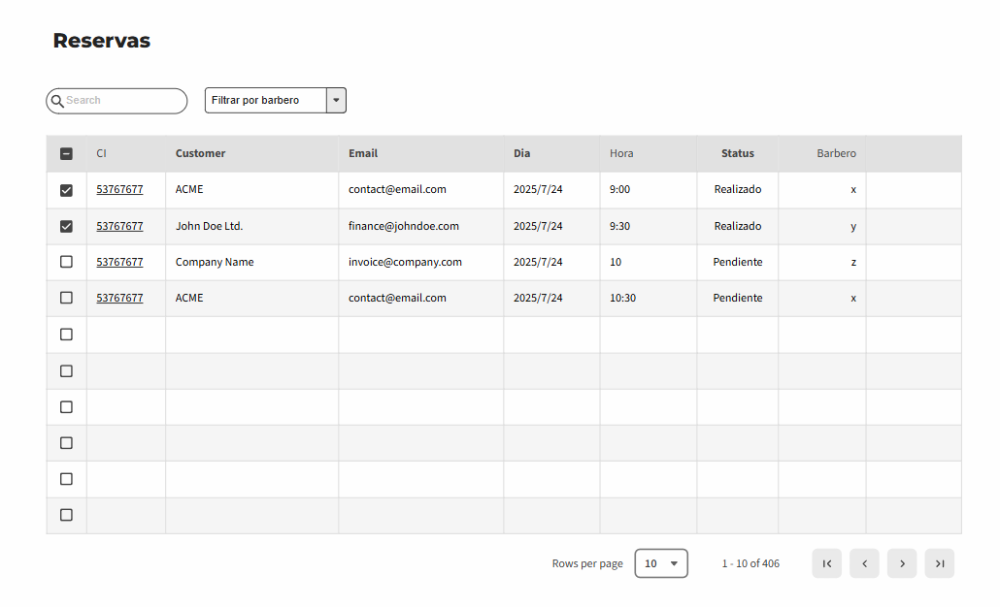 Reservas
Search
Filtrar por barbero
CI Customer Email Dia Hora Status Barbero
53767677 ACME contact@email.com 2025/7/24 9:00 Realizado x
53767677 John Doe Ltd. finance@johndoe.com 2025/7/24 9:30 Realizado y
53767677 Company Name invoice@company.com 2025/7/24 10 Pendiente z
53767677 ACME contact@email.com 2025/7/24 10:30 Pendiente x
Rows per page 10 1 - 10 of 406